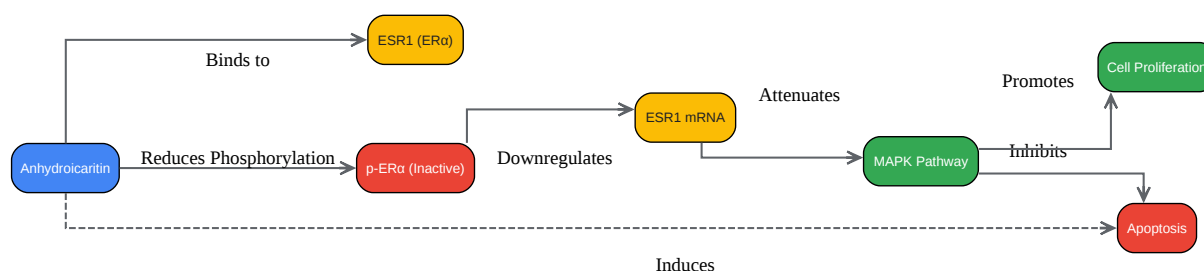 ESR1 (ERα)
Binds to
Cell Proliferation
Promotes
Attenuates
ESR1 mRNA
Anhydroicaritin
Reduces Phosphorylation
p-ERα (Inactive)
Downregulates
MAPK Pathway
Inhibits
Apoptosis
Induces